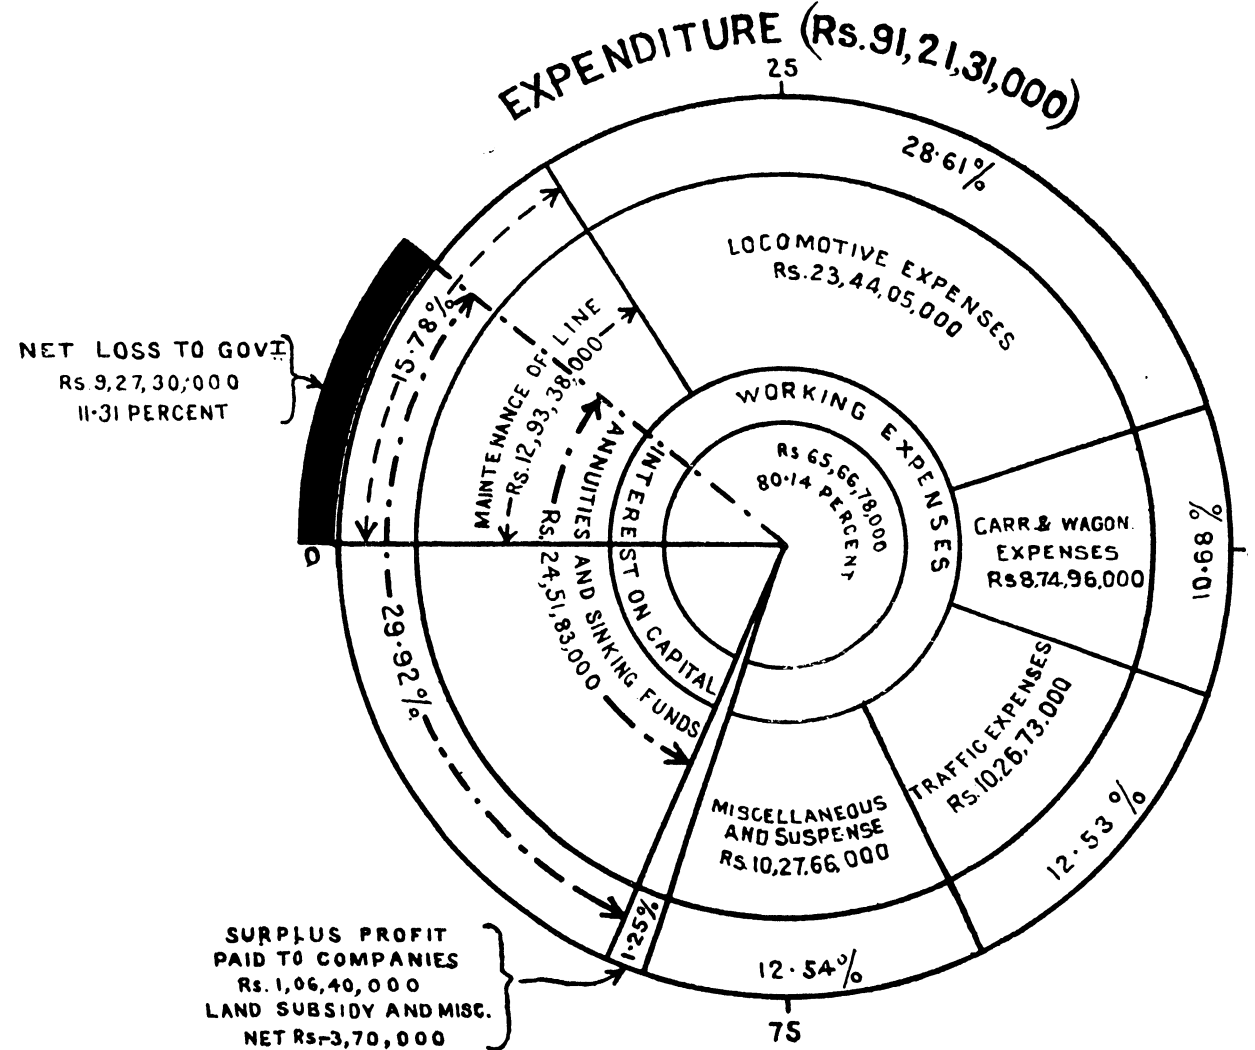 EXPENDITURE (Rs.91,21,31,000)
25
28·61%
LOCOMOTIVE EXPENSES
Rs.23,44,05,000
15·78%
MAINTENANCE OF LINE
Rs.12,93,38,000
NET LOSS TO GOVT.
Rs.9,27,30,000
11·31 PERCENT
0
WORKING EXPENSES
Rs 65,66,78,000
80·14 PERCENT
CARR & WAGON.
EXPENSES
Rs 8,74,96,000
10·68%
INTEREST ON CAPITAL
ANNUITIES AND SINKING FUNDS
Rs. 24,51,83,000
29·92%
TRAFFIC EXPENSES
Rs.10,26,73,000
12·53%
MISCELLANEOUS
AND SUSPENSE
Rs.10,27,66,000
12·54%
1·25%
SURPLUS PROFIT
PAID TO COMPANIES
Rs. 1,06,40,000
LAND SUBSIDY AND MISC.
NET Rs-3,70,000
75